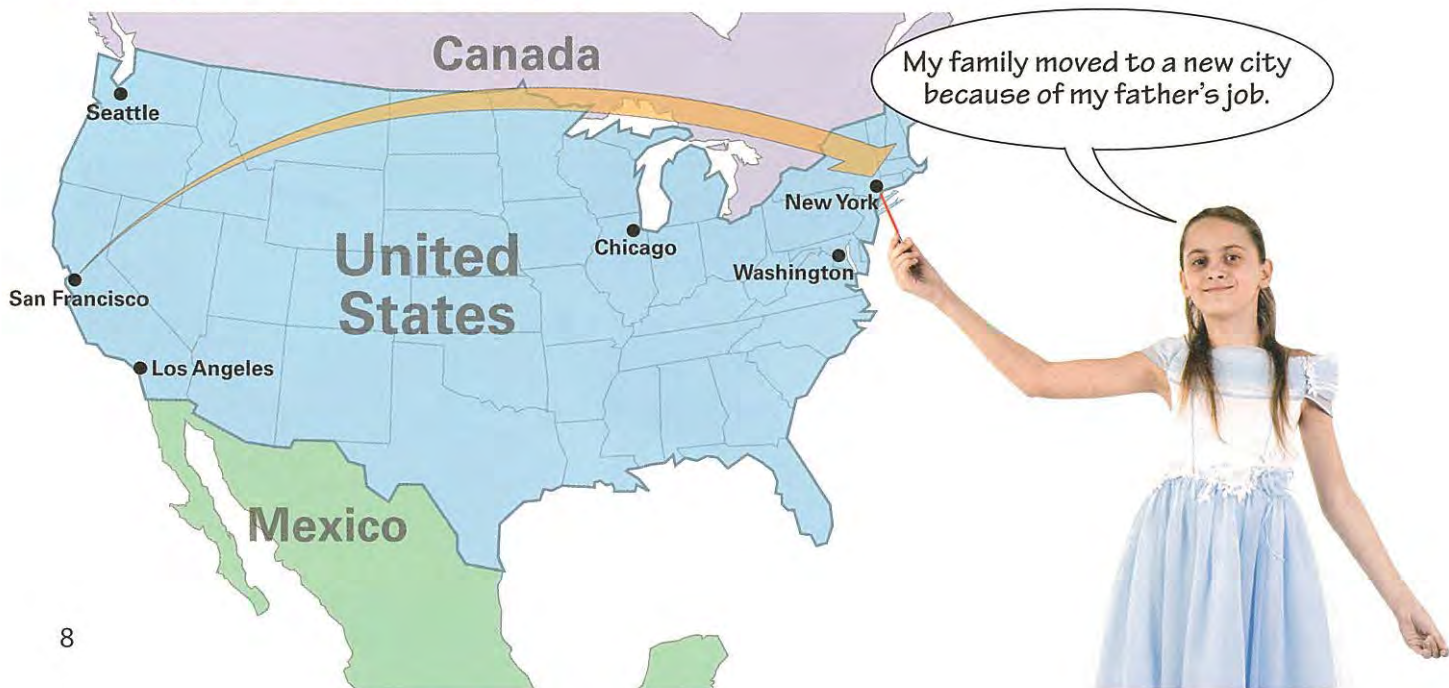 Canada
My family moved to a new city
because of my father's job.
Seattle
New York
United
States
Chicago
Washington
San Francisco
Los Angeles
Mexico
8